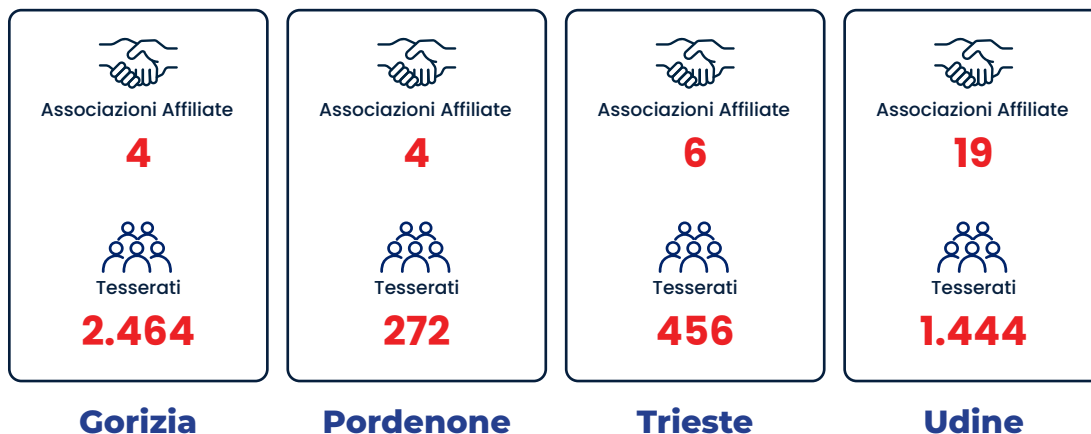 Associazioni Affiliate
4
Tesserati
2.464
Gorizia
Associazioni Affiliate
4
Tesserati
272
Pordenone
Associazioni Affiliate
6
Tesserati
456
Trieste
Associazioni Affiliate
19
Tesserati
1.444
Udine